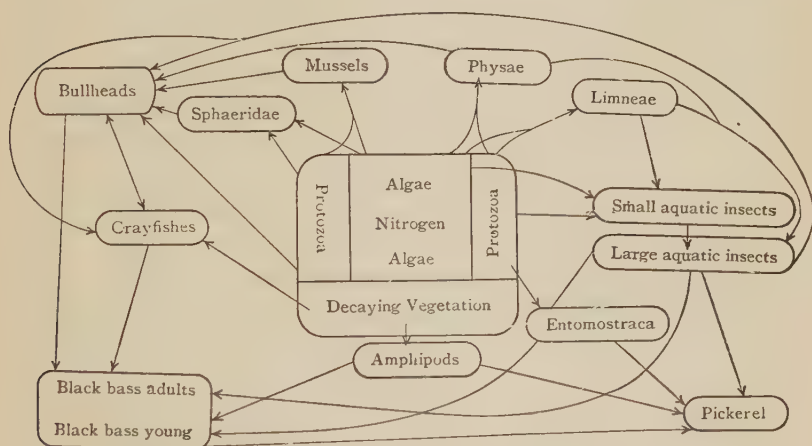 Mussels
Physae
Bullheads
Limneae
Sphaeridae
Protozoa
Algae
Nitrogen
Algae
Protozoa
Small aquatic insects
Crayfishes
Large aquatic insects
Decaying Vegetation
Entomostraca
Amphipods
Black bass adults
Black bass young
Pickerel